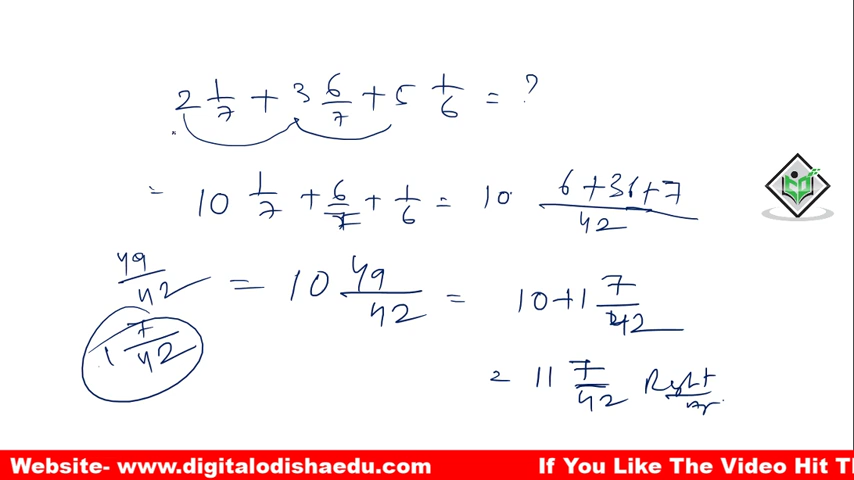 2 1/7 + 3 6/7 + 5 1/6 = ?
= 10 1/7 + 6/7 + 1/6 = 10 (6+36+7)/42
49/42 = 10 49/42 = 10+1 7/42
1 7/42
= 11 7/42 Right
Website- www.digitalodishaedu.com If You Like The Video Hit Th